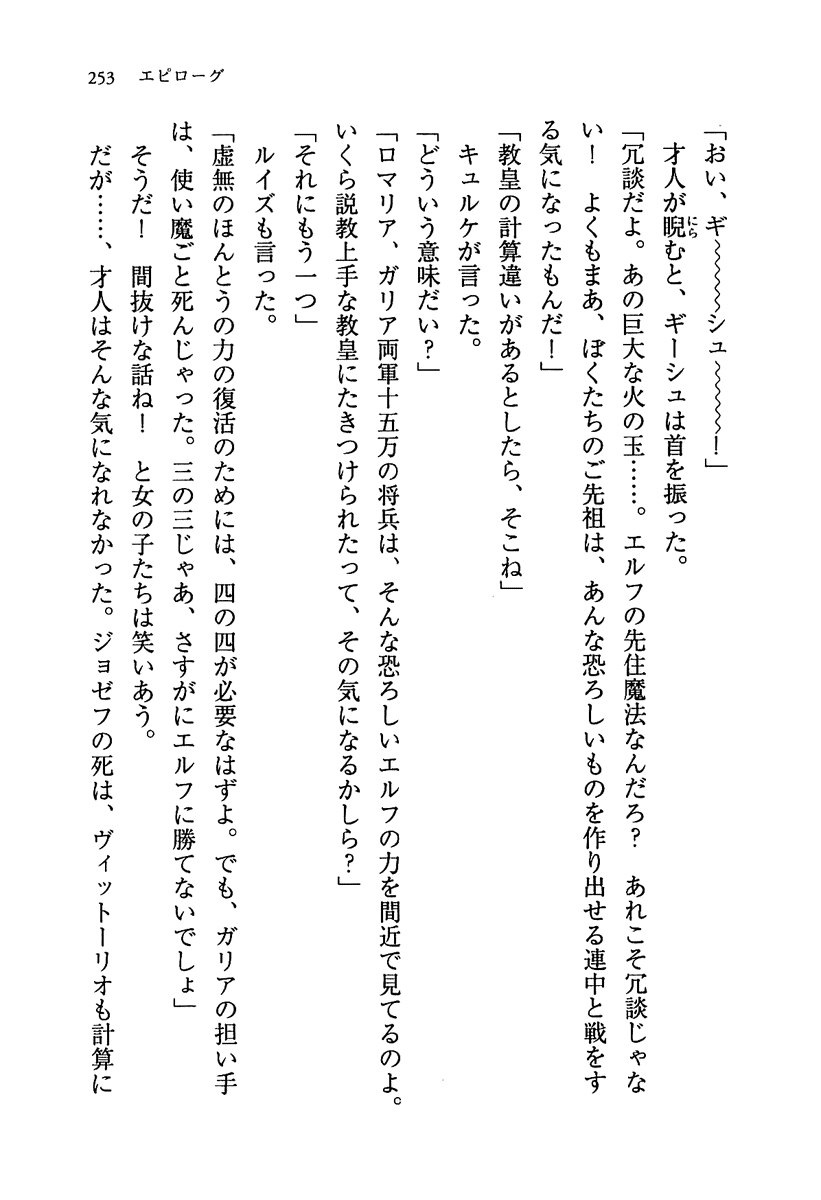 253　エピローグ
「おい、ギ〜〜〜〜シュ〜〜〜〜！」
　才人が睨むと、ギーシュは首を振った。
「冗談だよ。あの巨大な火の玉……。エルフの先住魔法なんだろ？　あれこそ冗談じゃな
い！　よくもまあ、ぼくたちのご先祖は、あんな恐ろしいものを作り出せる連中と戦をす
る気になったもんだ！」
「教皇の計算違いがあるとしたら、そこね」
　キュルケが言った。
「どういう意味だい？」
「ロマリア、ガリア両軍十五万の将兵は、そんな恐ろしいエルフの力を間近で見てるのよ。
いくら説教上手な教皇にたきつけられたって、その気になるかしら？」
「それにもう一つ」
　ルイズも言った。
「虚無のほんとうの力の復活のためには、四の四が必要なはずよ。でも、ガリアの担い手
は、使い魔ごと死んじゃった。三の三じゃあ、さすがにエルフに勝てないでしょ」
　そうだ！　間抜けな話ね！　と女の子たちは笑いあう。
　だが……、才人はそんな気になれなかった。ジョゼフの死は、ヴィットーリオも計算に